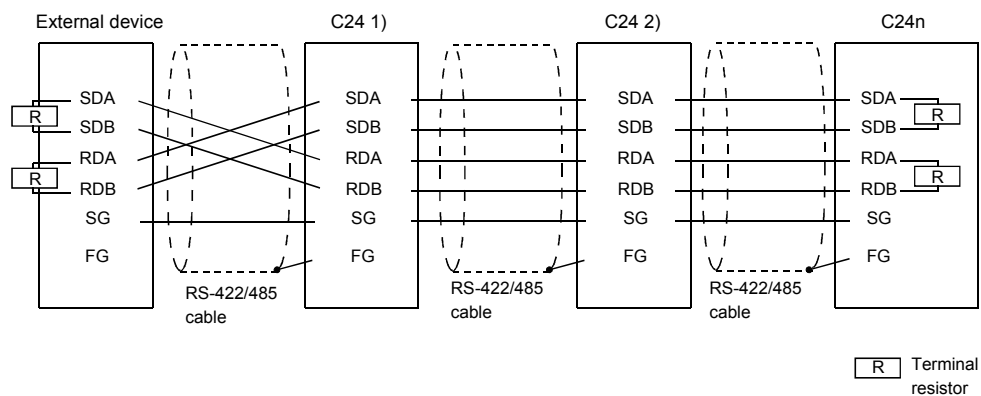 External device C24 1) C24 2) C24n
SDA SDA SDA SDA
R R
SDB SDB SDB SDB
RDA RDA RDA RDA
R R
RDB RDB RDB RDB
SG SG SG SG
FG FG FG FG
RS-422/485 RS-422/485 RS-422/485
cable cable cable
R Terminal
resistor